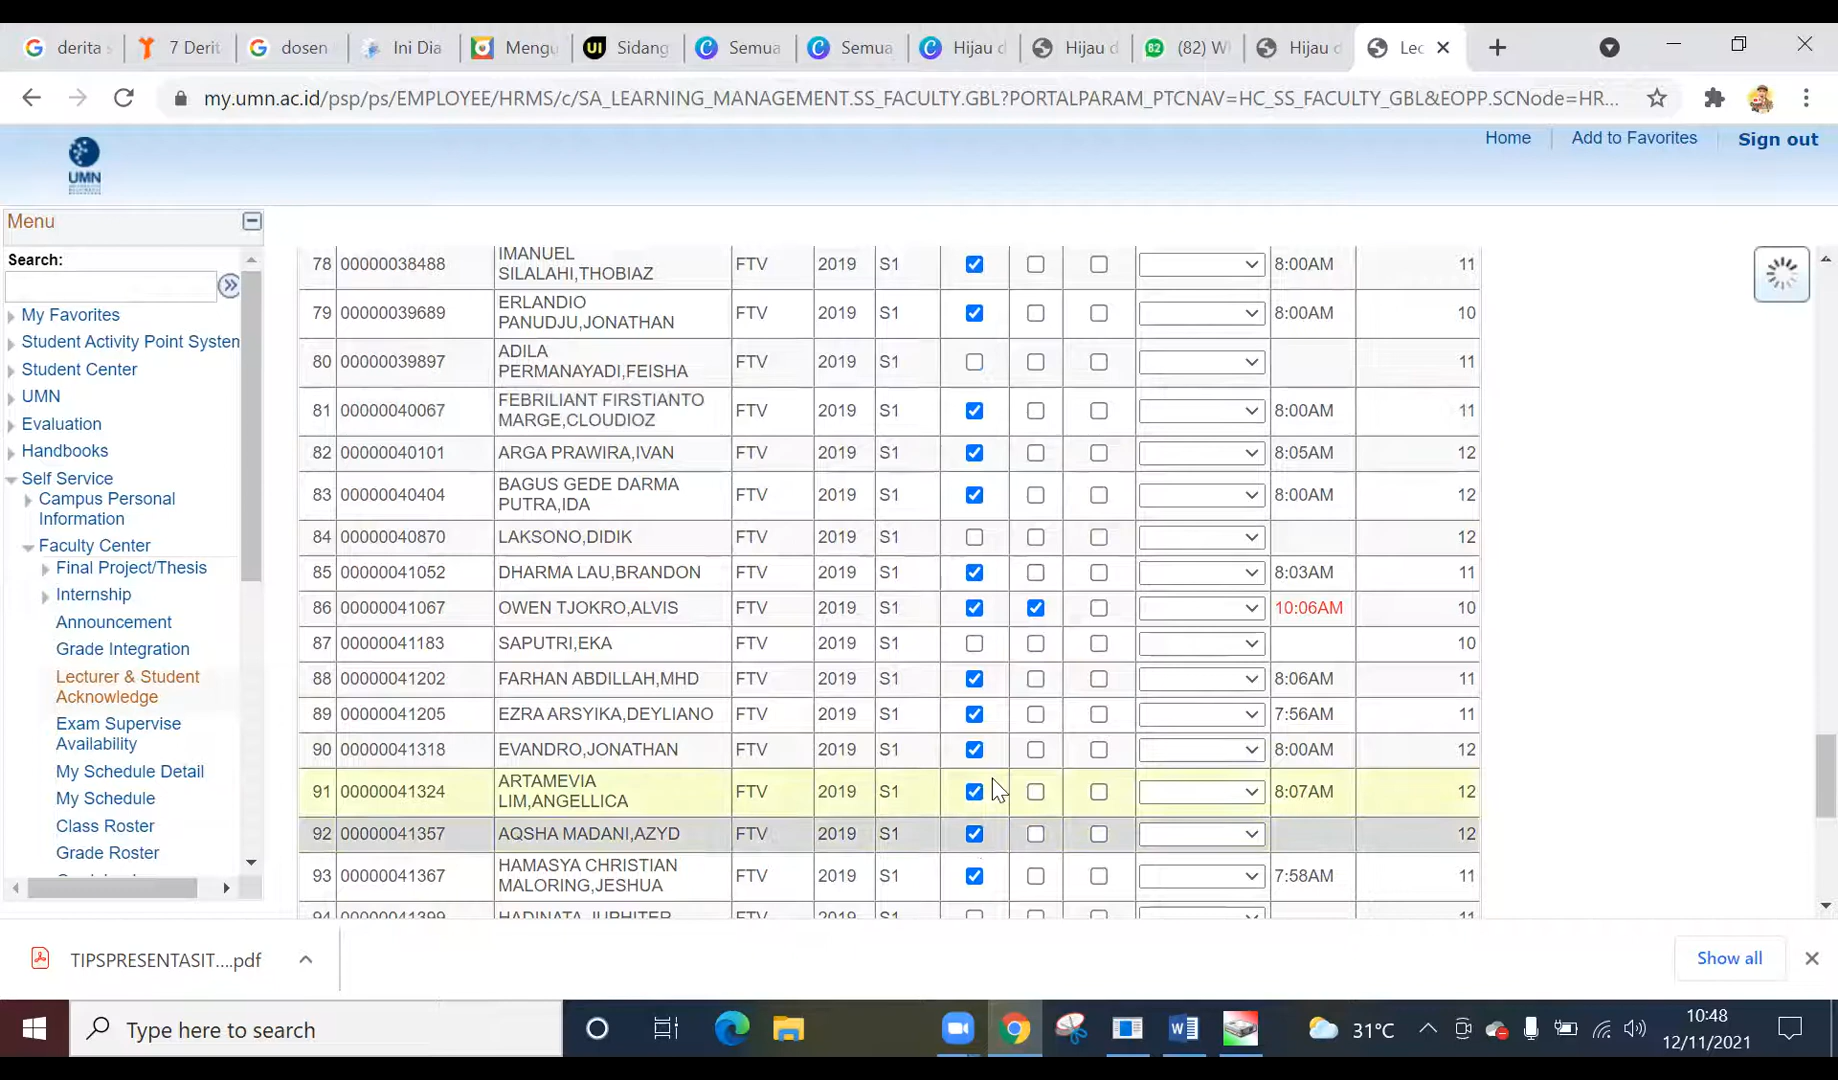 derita s
7 Derit
dosen
Ini Dia
Mengu
UI Sidang
Semua
Semua
Hijau d
Hijau d
82 (82) W
Hijau d
Lec
my.umn.ac.id/psp/ps/EMPLOYEE/HRMS/c/SA_LEARNING_MANAGEMENT.SS_FACULTY.GBL?PORTALPARAM_PTCNAV=HC_SS_FACULTY_GBL&EOPP.SCNode=HR...
Home
Add to Favorites
Sign out
UMN
Menu
Search:
My Favorites
Student Activity Point System
Student Center
UMN
Evaluation
Handbooks
Self Service
Campus Personal
Information
Faculty Center
Final Project/Thesis
Internship
Announcement
Grade Integration
Lecturer & Student
Acknowledge
Exam Supervise
Availability
My Schedule Detail
My Schedule
Class Roster
Grade Roster
78 00000038488 IMANUEL SILALAHI,THOBIAZ FTV 2019 S1 8:00AM 11
79 00000039689 ERLANDIO PANUDJU,JONATHAN FTV 2019 S1 8:00AM 10
80 00000039897 ADILA PERMANAYADI,FEISHA FTV 2019 S1 11
81 00000040067 FEBRILIANT FIRSTIANTO MARGE,CLOUDIOZ FTV 2019 S1 8:00AM 11
82 00000040101 ARGA PRAWIRA,IVAN FTV 2019 S1 8:05AM 12
83 00000040404 BAGUS GEDE DARMA PUTRA,IDA FTV 2019 S1 8:00AM 12
84 00000040870 LAKSONO,DIDIK FTV 2019 S1 12
85 00000041052 DHARMA LAU,BRANDON FTV 2019 S1 8:03AM 11
86 00000041067 OWEN TJOKRO,ALVIS FTV 2019 S1 10:06AM 10
87 00000041183 SAPUTRI,EKA FTV 2019 S1 10
88 00000041202 FARHAN ABDILLAH,MHD FTV 2019 S1 8:06AM 11
89 00000041205 EZRA ARSYIKA,DEYLIANO FTV 2019 S1 7:56AM 11
90 00000041318 EVANDRO,JONATHAN FTV 2019 S1 8:00AM 12
91 00000041324 ARTAMEVIA LIM,ANGELLICA FTV 2019 S1 8:07AM 12
92 00000041357 AQSHA MADANI,AZYD FTV 2019 S1 12
93 00000041367 HAMASYA CHRISTIAN MALORING,JESHUA FTV 2019 S1 7:58AM 11
94 00000041399 HADINATA,JUPHITER FTV 2019 S1 11
TIPSPRESENTASIT....pdf
Show all
Type here to search
31°C
10:48
12/11/2021